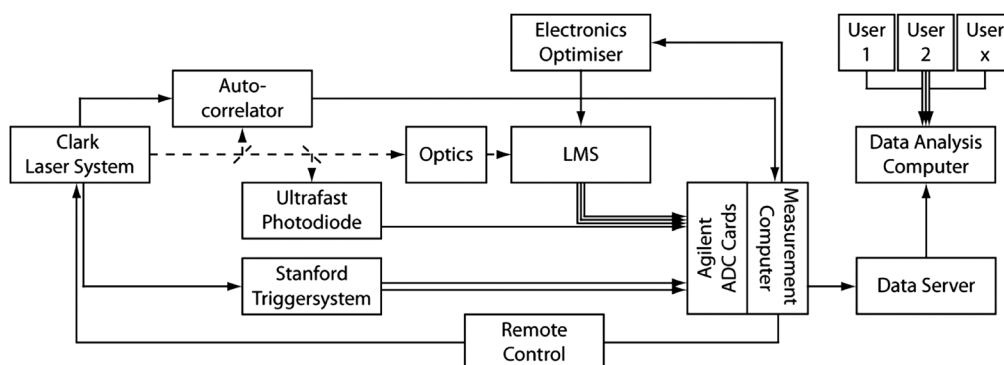 Electronics
Optimiser
User
1
User
2
User
x
Auto-
correlator
Clark
Laser System
Optics
LMS
Data Analysis
Computer
Ultrafast
Photodiode
Agilent
ADC Cards
Measurement
Computer
Stanford
Triggersystem
Data Server
Remote
Control